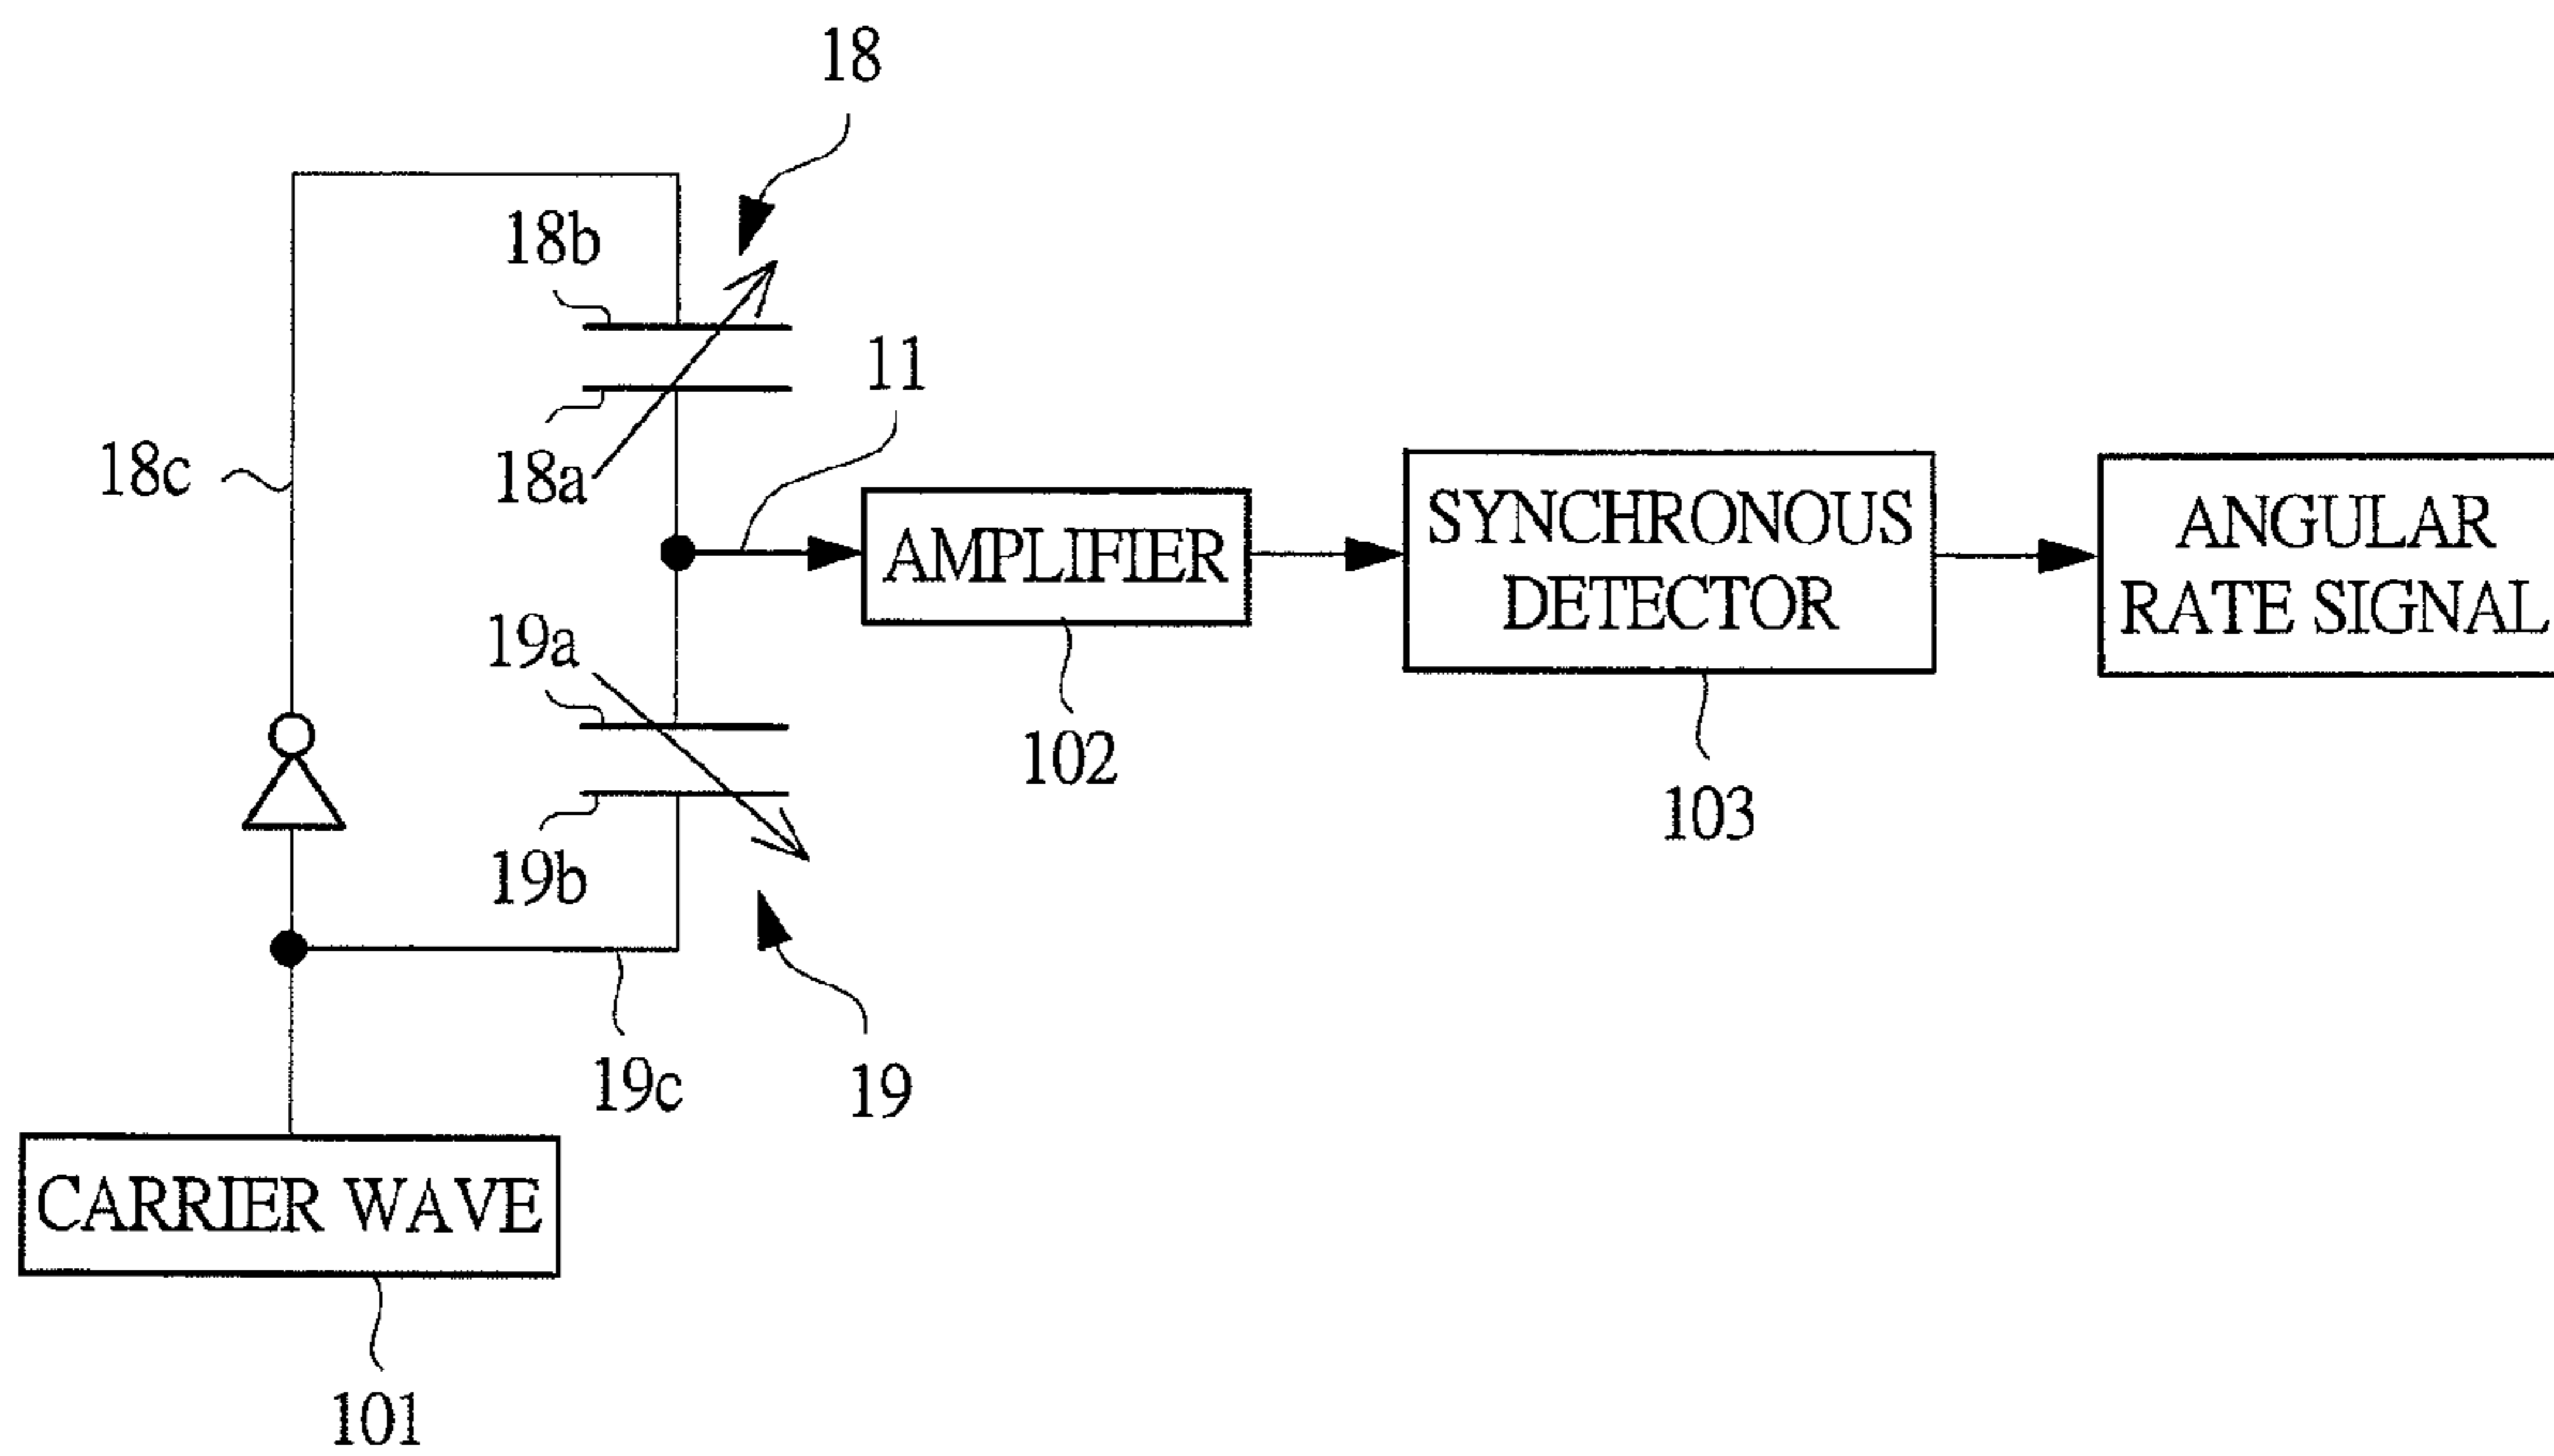 18
18b
11
18c
18a
AMPLIFIER
SYNCHRONOUS
DETECTOR
ANGULAR
RATE SIGNAL
19a
102
103
19b
19c
19
CARRIER WAVE
101